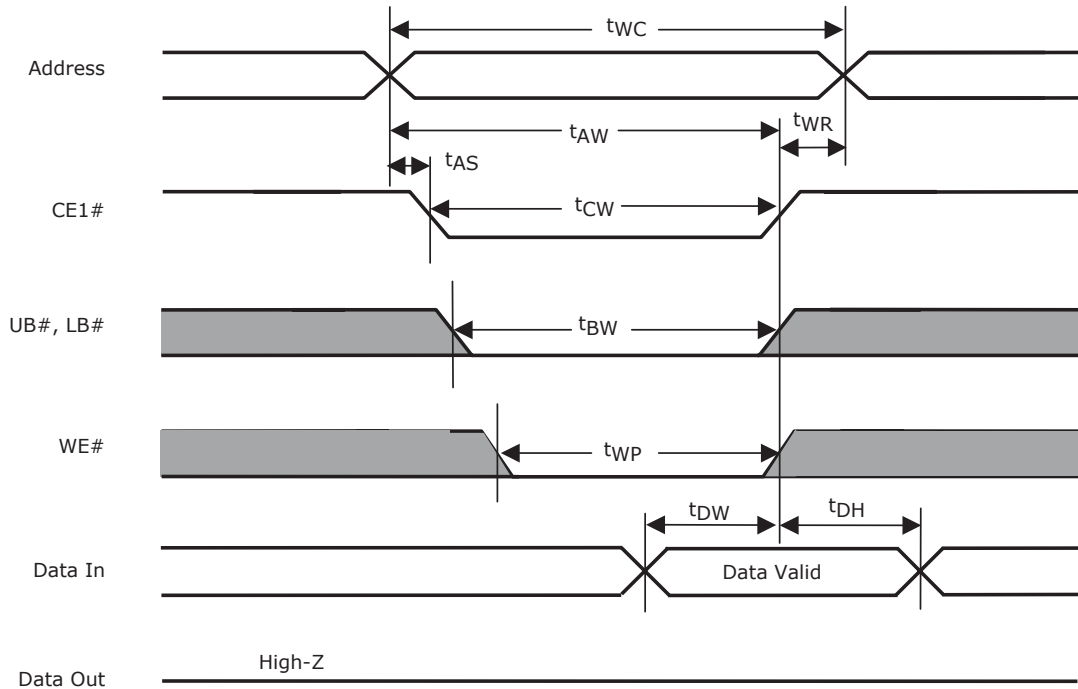 tWC
Address
tAW
tWR
tAS
CE1#
tCW
UB#, LB#
tBW
WE#
tWP
tDW
tDH
Data In
Data Valid
High-Z
Data Out